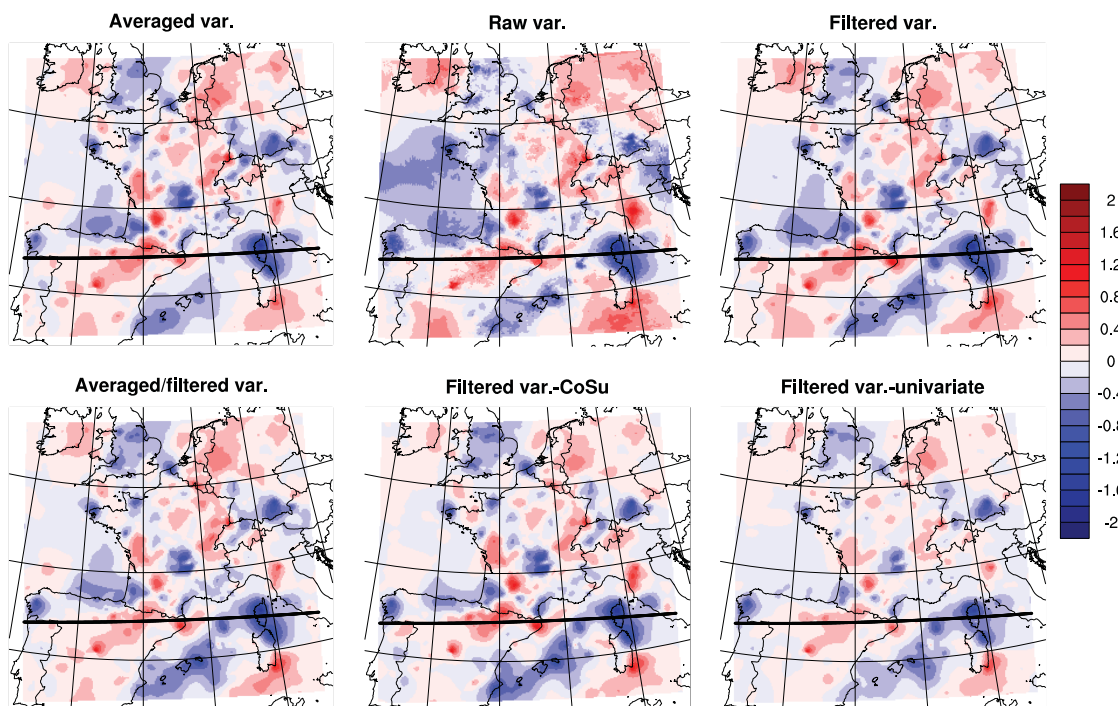 Averaged var.
Raw var.
Filtered var.
2
1.6
1.2
0.8
0.4
0
-0.4
-0.8
-1.2
-1.6
-2
Averaged/filtered var.
Filtered var.-CoSu
Filtered var.-univariate